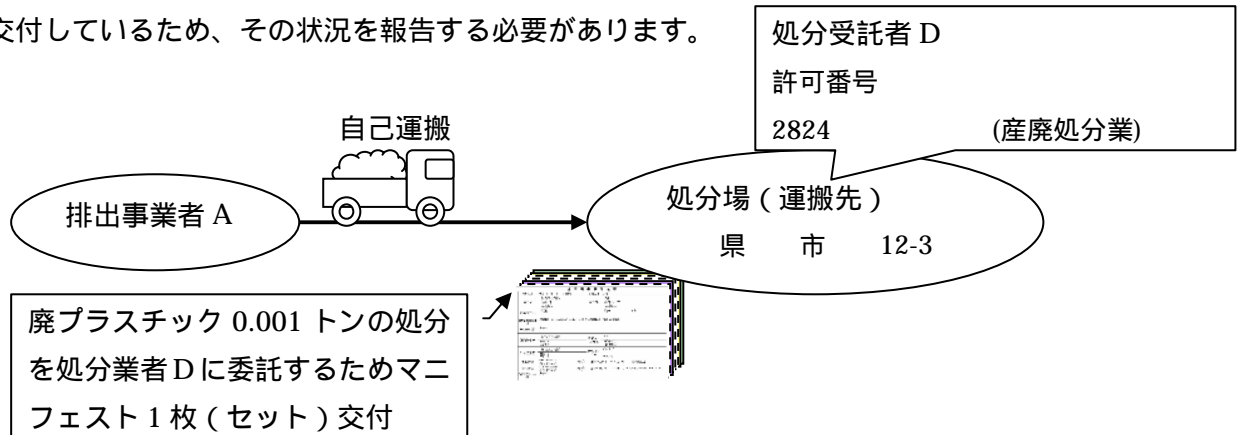 交付しているため、その状況を報告する必要があります。
処分受託者 D
許可番号
2824 (産廃処分業)
自己運搬
排出事業者 A
処分場（運搬先）
県 市 12-3
廃プラスチック 0.001 トンの処分
を処分業者 D に委託するためマニ
フェスト 1 枚（セット）交付